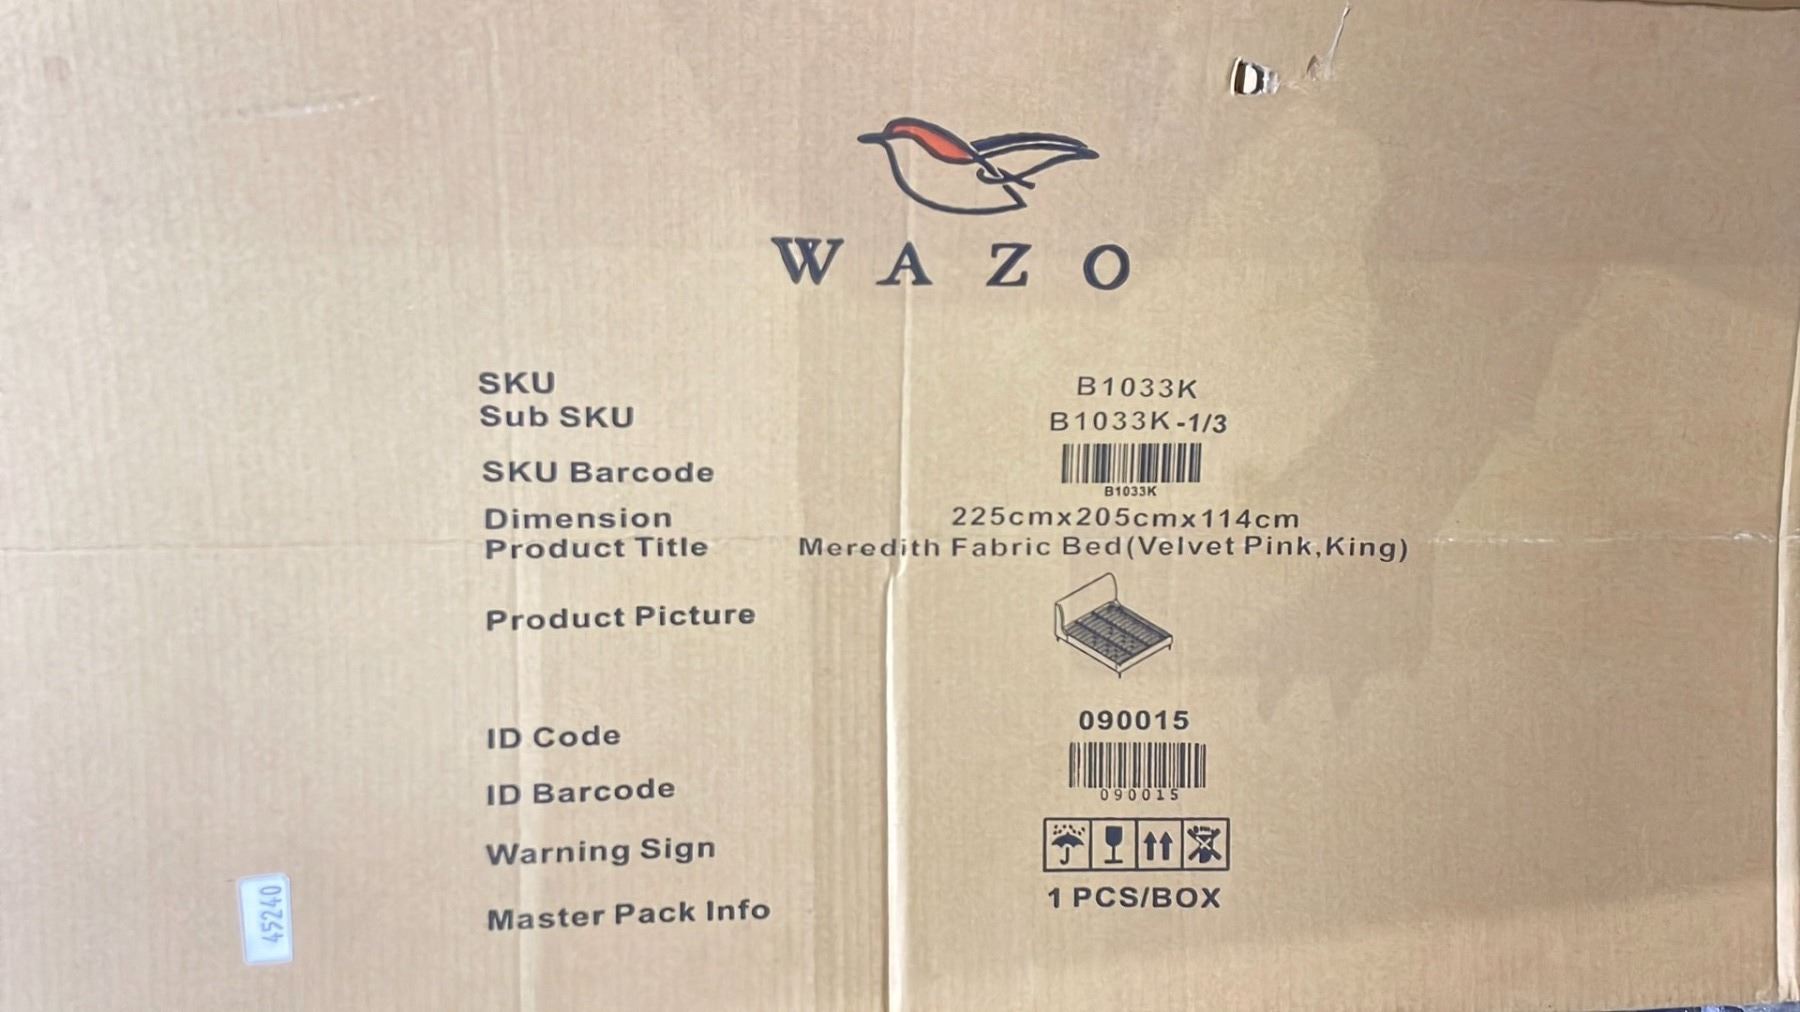 WAZO
SKU B1033K
Sub SKU B1033K-1/3
SKU Barcode
B1033K
Dimension 225cmx205cmx114cm
Product Title Meredith Fabric Bed(Velvet Pink,King)
Product Picture
ID Code 090015
ID Barcode
090015
Warning Sign
Master Pack Info 1 PCS/BOX
45240